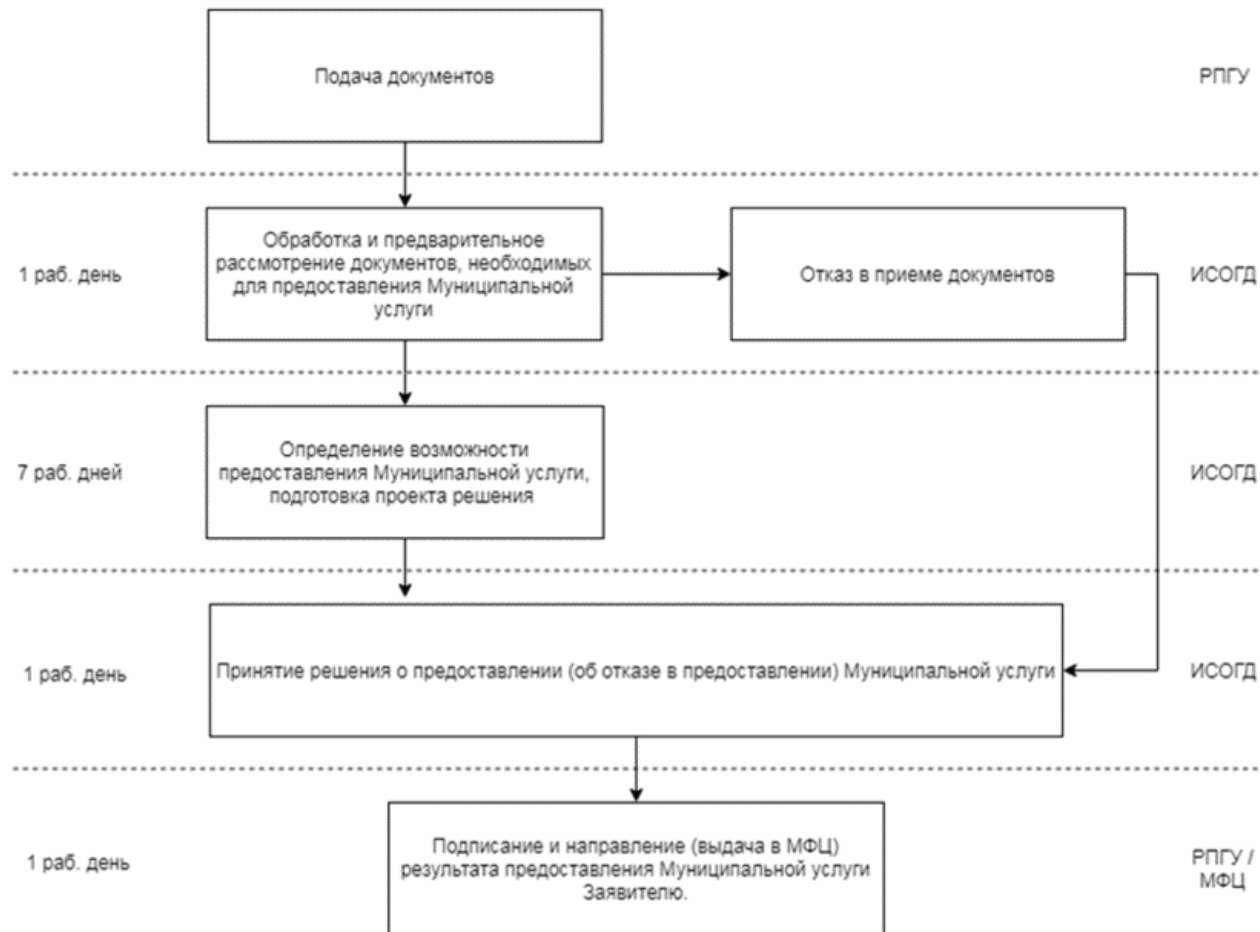 Подача документов
РПГУ
1 раб. день
Обработка и предварительное
рассмотрение документов, необходимых
для предоставления Муниципальной
услуги
Отказ в приеме документов
ИСОГД
7 раб. дней
Определение возможности
предоставления Муниципальной услуги,
подготовка проекта решения
ИСОГД
1 раб. день
Принятие решения о предоставлении (об отказе в предоставлении) Муниципальной услуги
ИСОГД
1 раб. день
Подписание и направление (выдача в МФЦ)
результата предоставления Муниципальной услуги
Заявителю.
РПГУ /
МФЦ